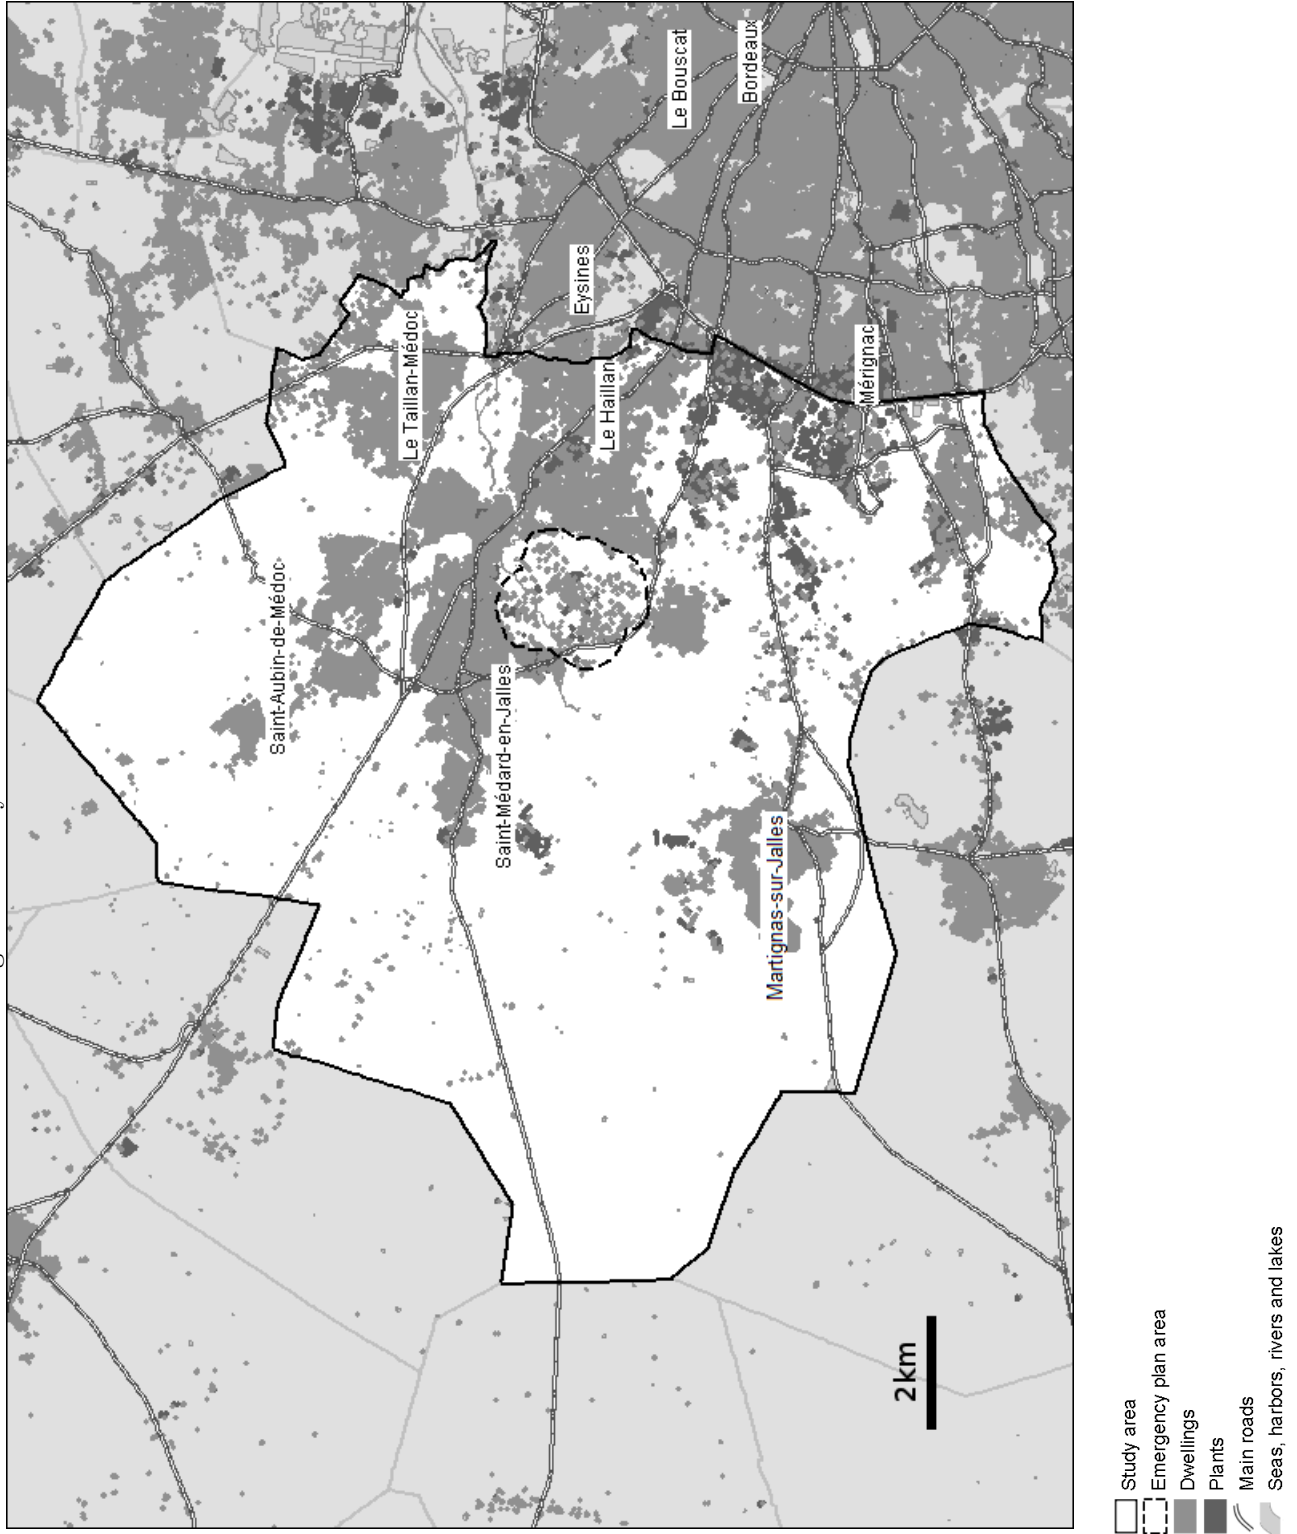 Le Bouscat
Bordeaux
Eysines
Le Taillan-Médoc
Le Haillan
Mérignac
Saint-Aubin-de-Médoc
Saint-Médard-en-Jalles
Martignas-sur-Jalles
2km
Study area
Emergency plan area
Dwellings
Plants
Main roads
Seas, harbors, rivers and lakes